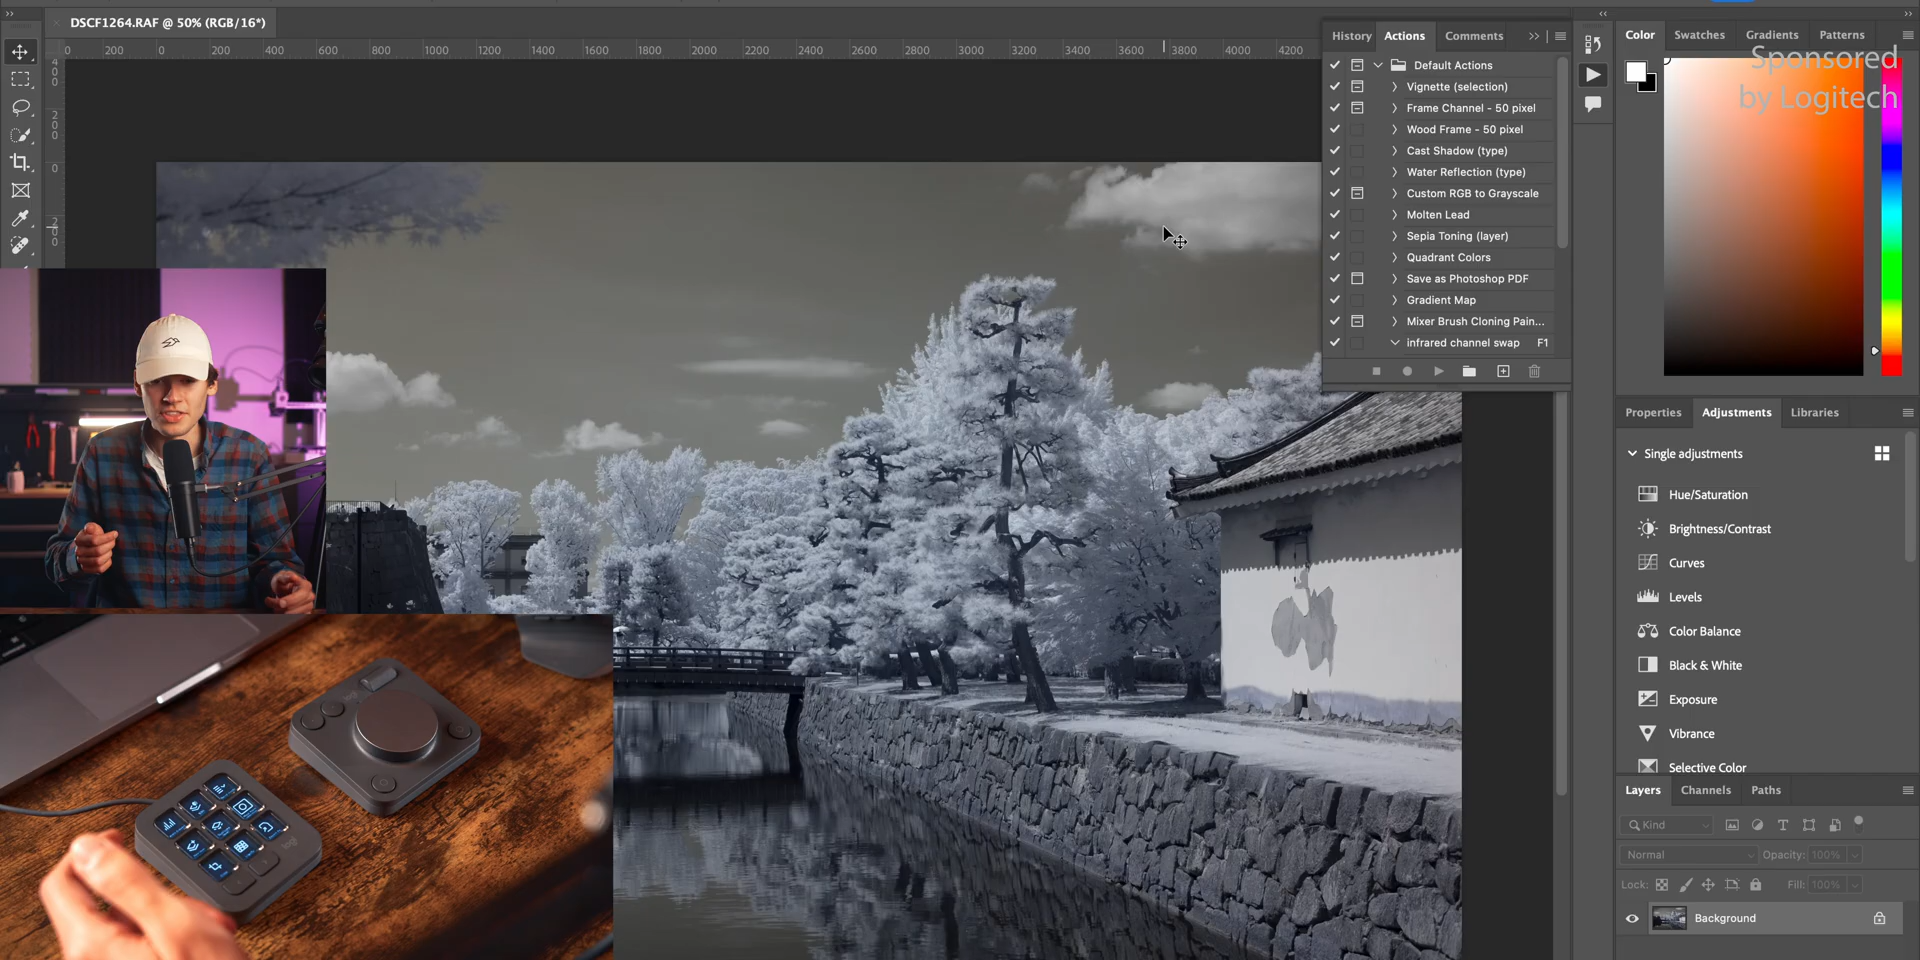 DSCF1264.RAF @ 50% (RGB/16*)
0 200 0 200 400 600 800 1000 1200 1400 1600 1800 2000 2200 2400 2600 2800 3000 3200 3400 3600 3800 4000 4200
400
200
0
200
History Actions Comments
Default Actions
Vignette (selection)
Frame Channel - 50 pixel
Wood Frame - 50 pixel
Cast Shadow (type)
Water Reflection (type)
Custom RGB to Grayscale
Molten Lead
Sepia Toning (layer)
Quadrant Colors
Save as Photoshop PDF
Gradient Map
Mixer Brush Cloning Pain...
infrared channel swap F1
Color Swatches Gradients Patterns
Sponsored
by Logitech
Properties Adjustments Libraries
Single adjustments
Hue/Saturation
Brightness/Contrast
Curves
Levels
Color Balance
Black & White
Exposure
Vibrance
Selective Color
Layers Channels Paths
Kind
Normal Opacity: 100%
Lock: Fill: 100%
Background
logi